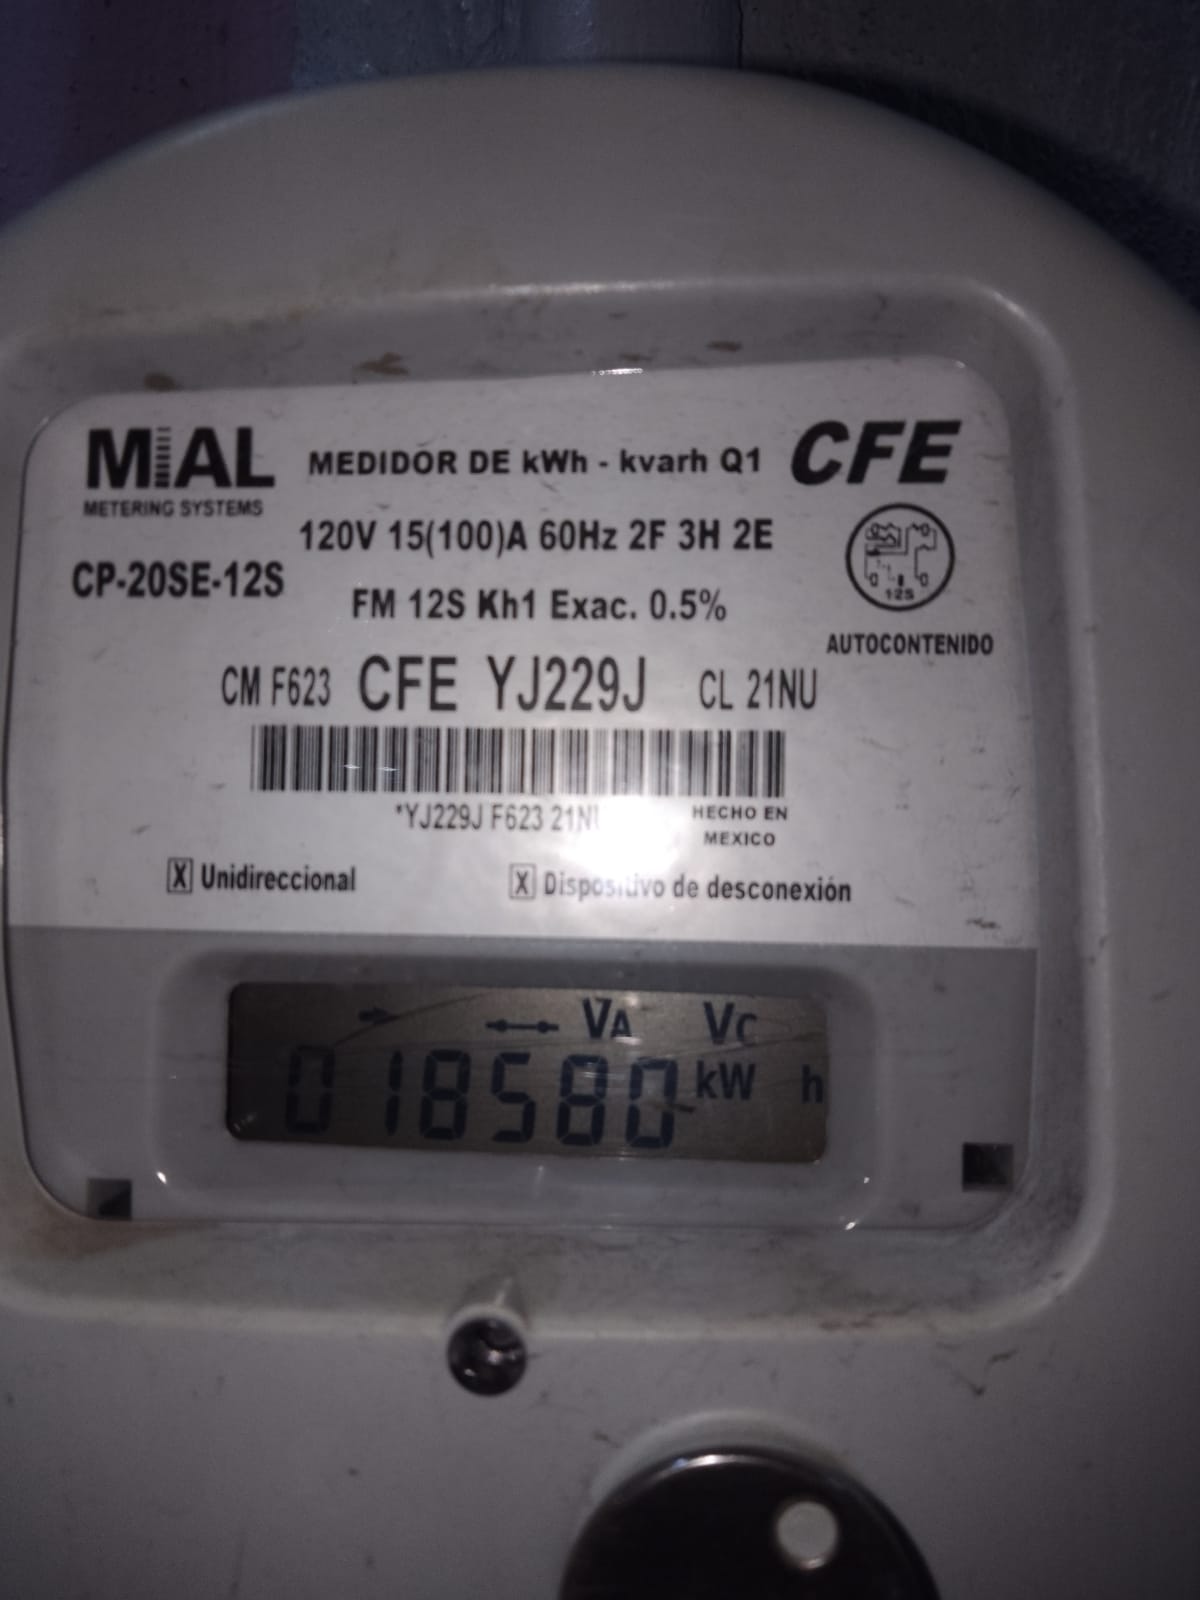 MIAL
METERING SYSTEMS
MEDIDOR DE kWh - kvarh Q1
CFE
120V 15(100)A 60Hz 2F 3H 2E
CP-20SE-12S
FM 12S Kh1 Exac. 0.5%
12S
AUTOCONTENIDO
CM F623 CFE YJ229J CL 21NU
*YJ229J F623 21NU
HECHO EN
MEXICO
X Unidireccional
X Dispositivo de desconexión
VA VC
018580 kW h